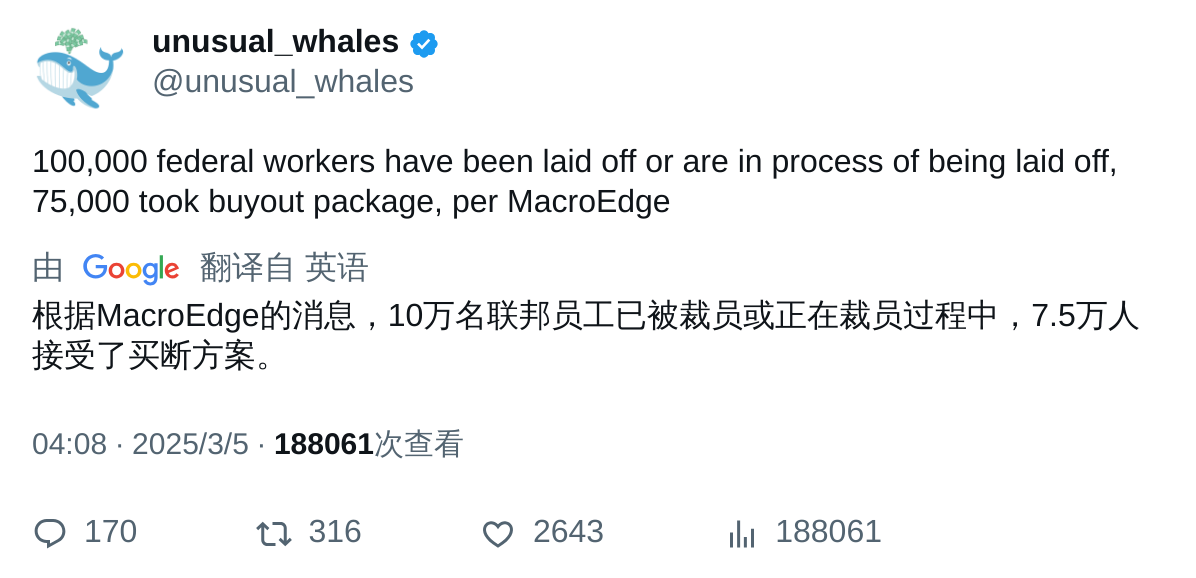 unusual_whales
@unusual_whales
100,000 federal workers have been laid off or are in process of being laid off,
75,000 took buyout package, per MacroEdge
由 Google 翻译自 英语
根据MacroEdge的消息，10万名联邦员工已被裁员或正在裁员过程中，7.5万人
接受了买断方案。
04:08 · 2025/3/5 · 188061次查看
170 316 2643 188061